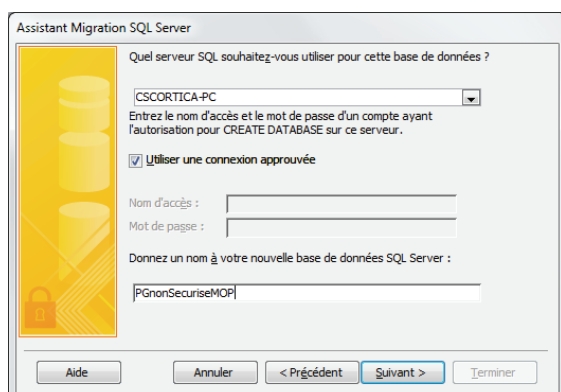 Assistant Migration SQL Server
Quel serveur SQL souhaitez-vous utiliser pour cette base de données ?
CSCORTICA-PC
Entrez le nom d'accès et le mot de passe d'un compte ayant
l'autorisation pour CREATE DATABASE sur ce serveur.
Utiliser une connexion approuvée
Nom d'accès :
Mot de passe :
Donnez un nom à votre nouvelle base de données SQL Server :
PGnonSecuriseMOP
Aide
Annuler
< Précédent
Suivant >
Terminer